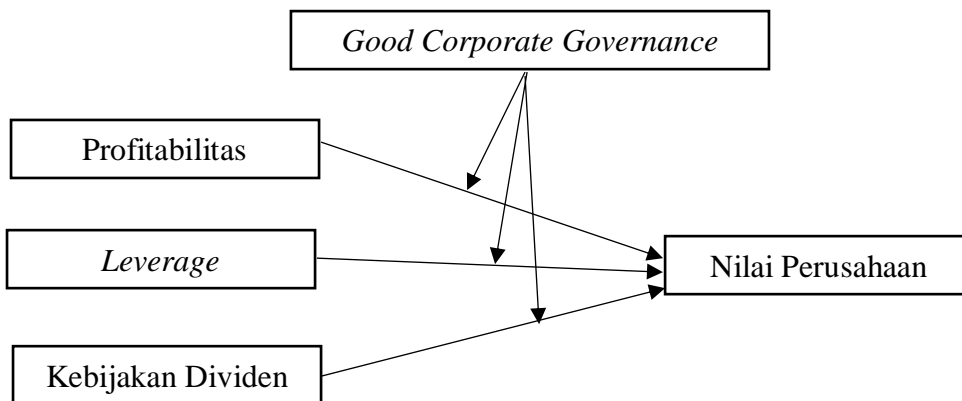 Good Corporate Governance
Profitabilitas
Leverage
Nilai Perusahaan
Kebijakan Dividen